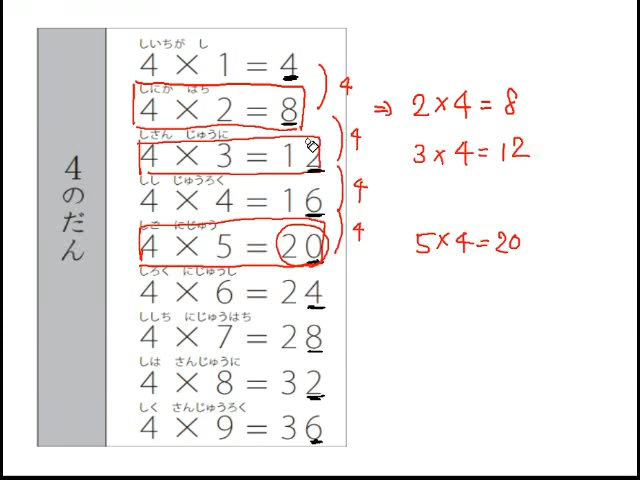 4のだん
しいちが し
4 × 1 = 4
しにが はち
4 × 2 = 8
しさん じゅうに
4 × 3 = 12
しし じゅうろく
4 × 4 = 16
しご にじゅう
4 × 5 = 20
しろく にじゅうし
4 × 6 = 24
ししち にじゅうはち
4 × 7 = 28
しは さんじゅうに
4 × 8 = 32
しく さんじゅうろく
4 × 9 = 36
4
4
4
4
⇒ 2×4=8
3×4=12
5×4=20